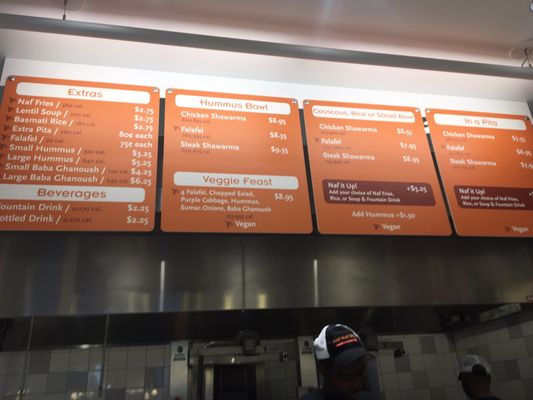 Extras
Naf Fries / $2.75
Lentil Soup / $2.75
Basmati Rice / $2.75
Extra Pita / 80¢ each
Falafel / 75¢ each
Small Hummus / $3.25
Large Hummus / $5.25
Small Baba Ghanoush / $4.25
Large Baba Ghanoush / $6.25
Beverages
Fountain Drink / $2.25
Bottled Drink / $2.25
Hummus Bowl
Chicken Shawarma $8.95
Falafel $8.35
Steak Shawarma $9.35
Veggie Feast
4 Falafel, Chopped Salad, $8.95
Purple Cabbage, Hummus,
Sumac Onions, Baba Ghanoush
Vegan
Couscous, Rice or Salad Bowl
Chicken Shawarma $8.95
Falafel $7.95
Steak Shawarma $8.95
Naf it Up! +$3.25
Add your choice of Naf Fries,
Rice, or Soup & Fountain Drink
Add Hummus +$1.50
Vegan
In a Pita
Chicken Shawarma
Falafel
Steak Shawarma
Naf it Up!
Add your choice of Naf Fries,
Rice, or Soup & Fountain Drink
Vegan